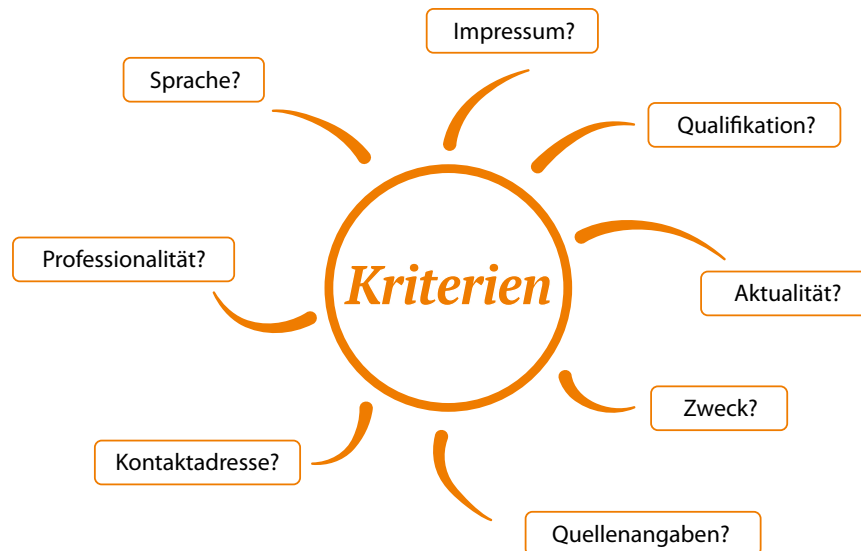 Impressum?
Sprache?
Qualifikation?
Professionalität?
Kriterien
Aktualität?
Zweck?
Kontaktadresse?
Quellenangaben?